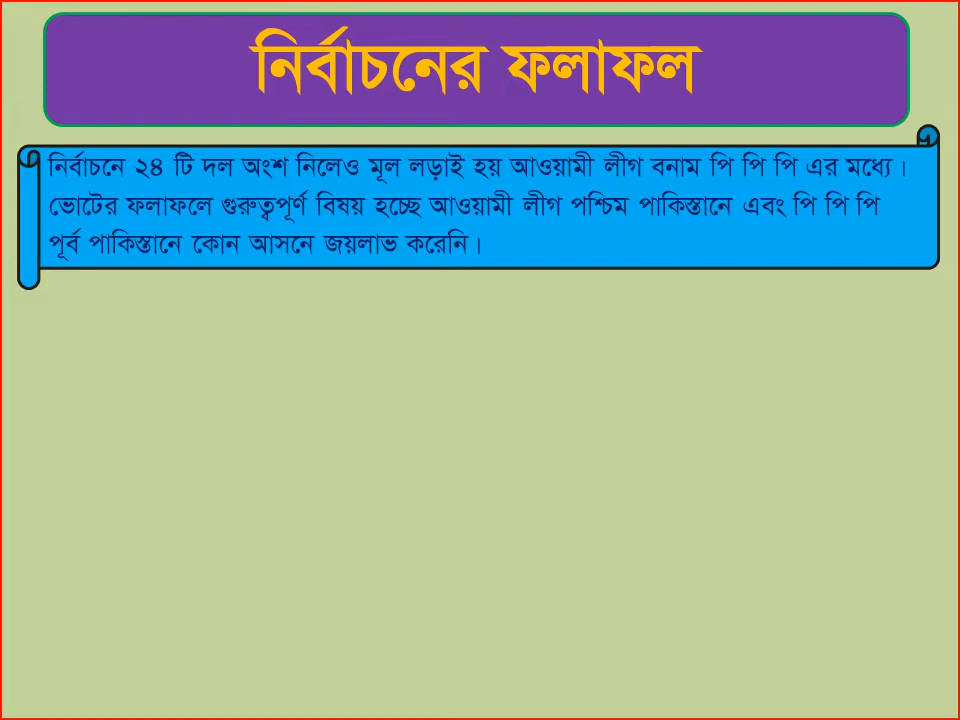 নির্বাচনের ফলাফল
নির্বাচনে ২৪ টি দল অংশ নিলেও মূল লড়াই হয় আওয়ামী লীগ বনাম পি পি পি এর মধ্যে।
ভোটের ফলাফলে গুরুত্বপূর্ণ বিষয় হচ্ছে আওয়ামী লীগ পশ্চিম পাকিস্তানে এবং পি পি পি
পূর্ব পাকিস্তানে কোন আসনে জয়লাভ করেনি।